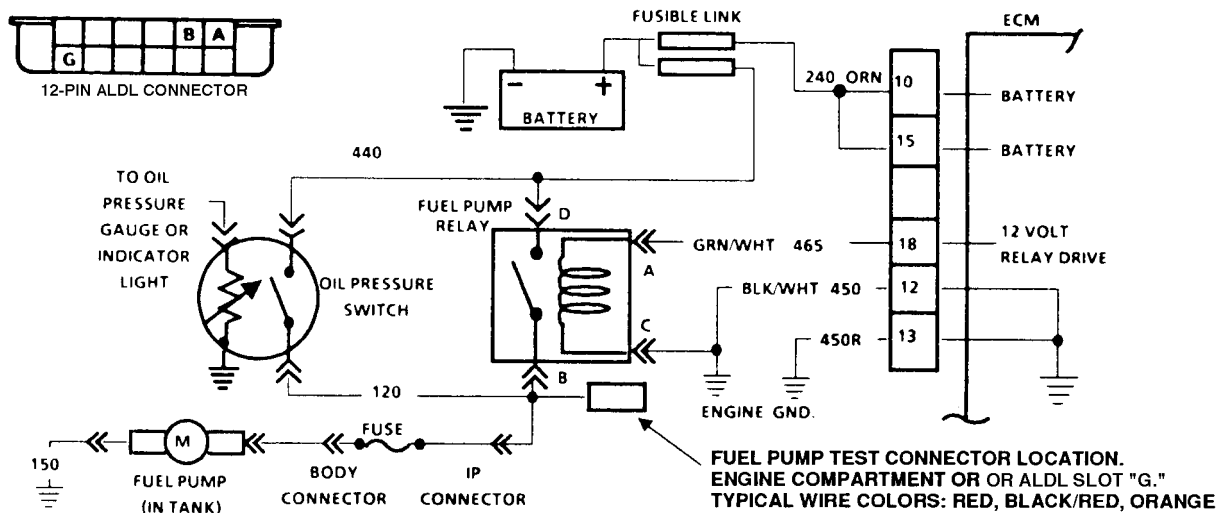 FUSIBLE LINK
ECM
B A
G
12-PIN ALDL CONNECTOR
- +
BATTERY
240 ORN 10
BATTERY
15
BATTERY
440
TO OIL
PRESSURE
GAUGE OR
INDICATOR
LIGHT
FUEL PUMP
RELAY
D
GRN/WHT 465 18
12 VOLT
RELAY DRIVE
A
OIL PRESSURE
SWITCH
BLK/WHT 450 12
C
450R 13
B
120
ENGINE GND.
FUSE
M
150
FUEL PUMP
(IN TANK)
BODY
CONNECTOR
IP
CONNECTOR
FUEL PUMP TEST CONNECTOR LOCATION.
ENGINE COMPARTMENT OR OR ALDL SLOT "G."
TYPICAL WIRE COLORS: RED, BLACK/RED, ORANGE